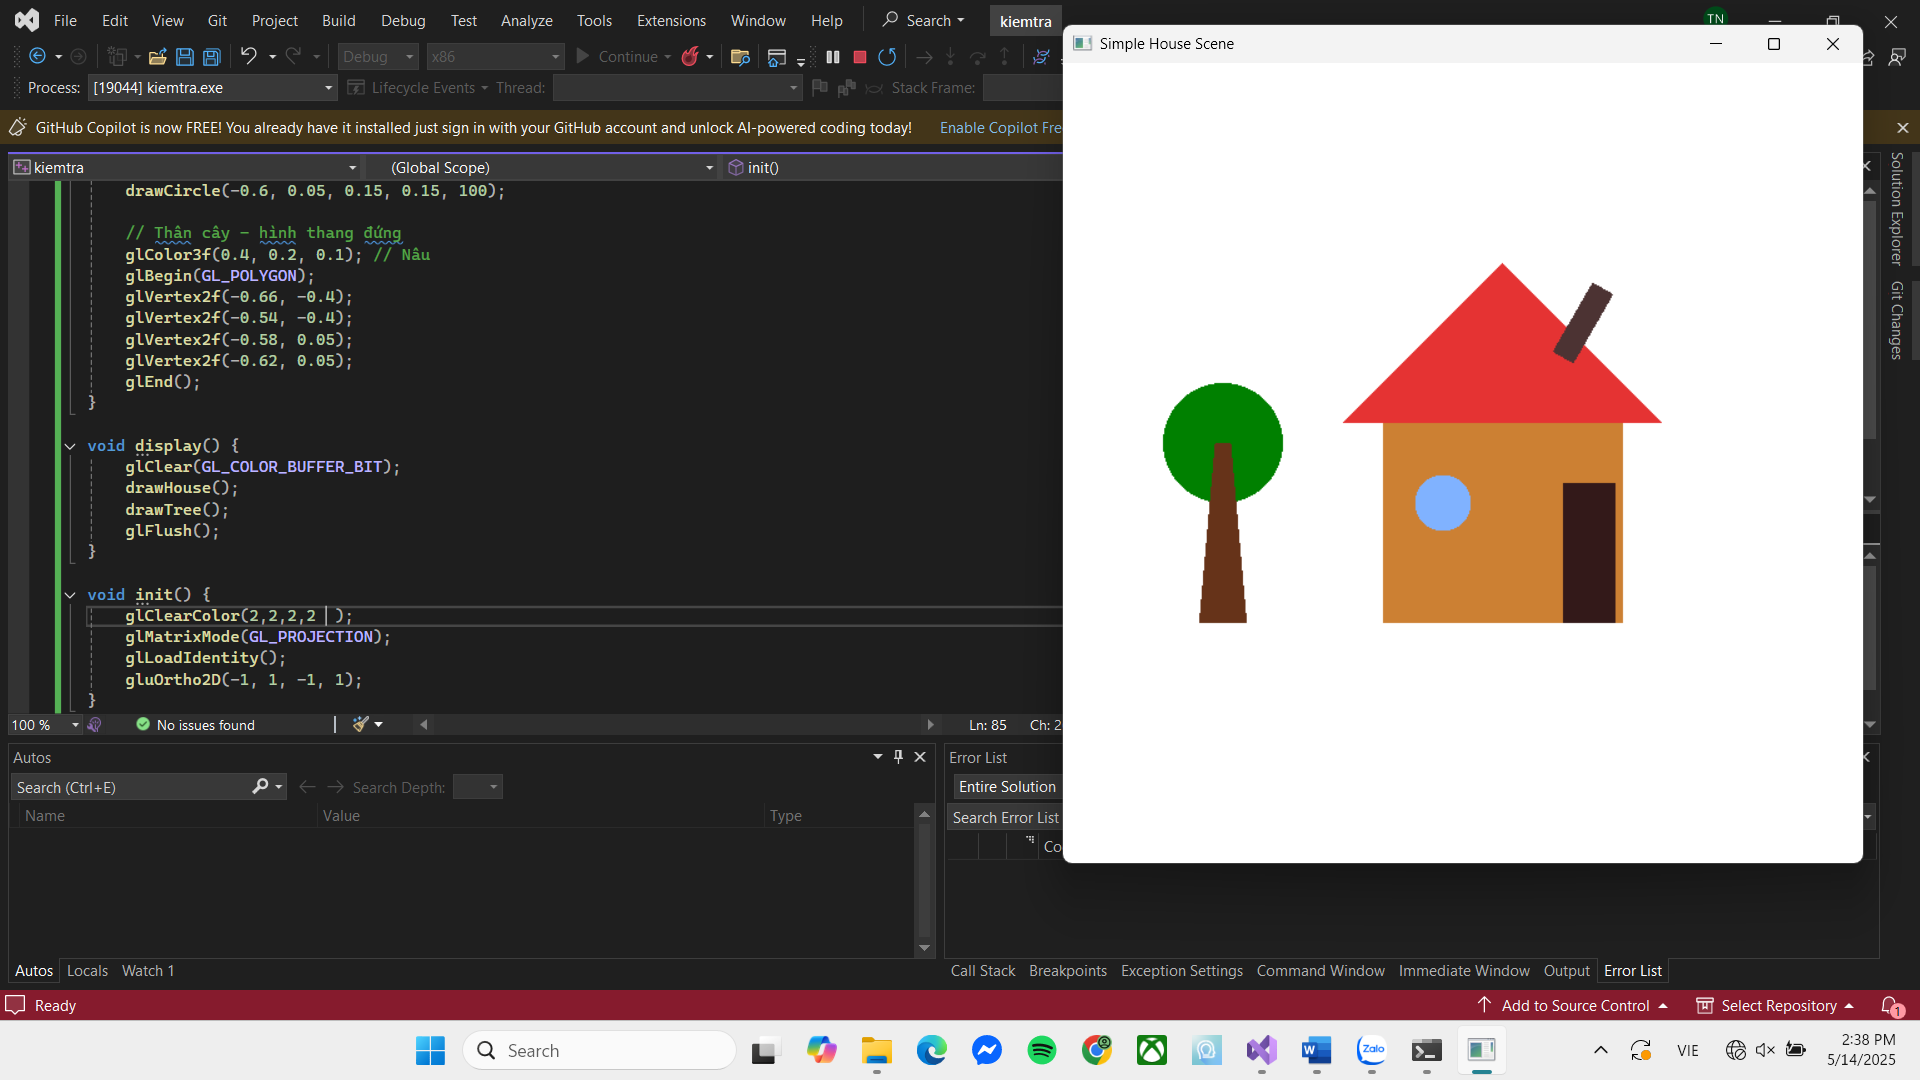 File Edit View Git Project Build Debug Test Analyze Tools Extensions Window Help Search kiemtra TN
Debug x86 Continue
Process: [19044] kiemtra.exe Lifecycle Events Thread: Stack Frame:
GitHub Copilot is now FREE! You already have it installed just sign in with your GitHub account and unlock AI-powered coding today! Enable Copilot Fre
kiemtra (Global Scope) init()
drawCircle(-0.6, 0.05, 0.15, 0.15, 100);
// Thân cây - hình thang đứng
glColor3f(0.4, 0.2, 0.1); // Nâu
glBegin(GL_POLYGON);
glVertex2f(-0.66, -0.4);
glVertex2f(-0.54, -0.4);
glVertex2f(-0.58, 0.05);
glVertex2f(-0.62, 0.05);
glEnd();
}
void display() {
glClear(GL_COLOR_BUFFER_BIT);
drawHouse();
drawTree();
glFlush();
}
void init() {
glClearColor(2,2,2,2 );
glMatrixMode(GL_PROJECTION);
glLoadIdentity();
gluOrtho2D(-1, 1, -1, 1);
}
100 % No issues found Ln: 85 Ch: 2
Simple House Scene
Solution Explorer
Git Changes
Autos
Search (Ctrl+E) Search Depth:
Name Value Type
Autos Locals Watch 1
Error List
Entire Solution
Search Error List
Co
Call Stack Breakpoints Exception Settings Command Window Immediate Window Output Error List
Ready Add to Source Control Select Repository 1
Search Zalo VIE 2:38 PM
5/14/2025